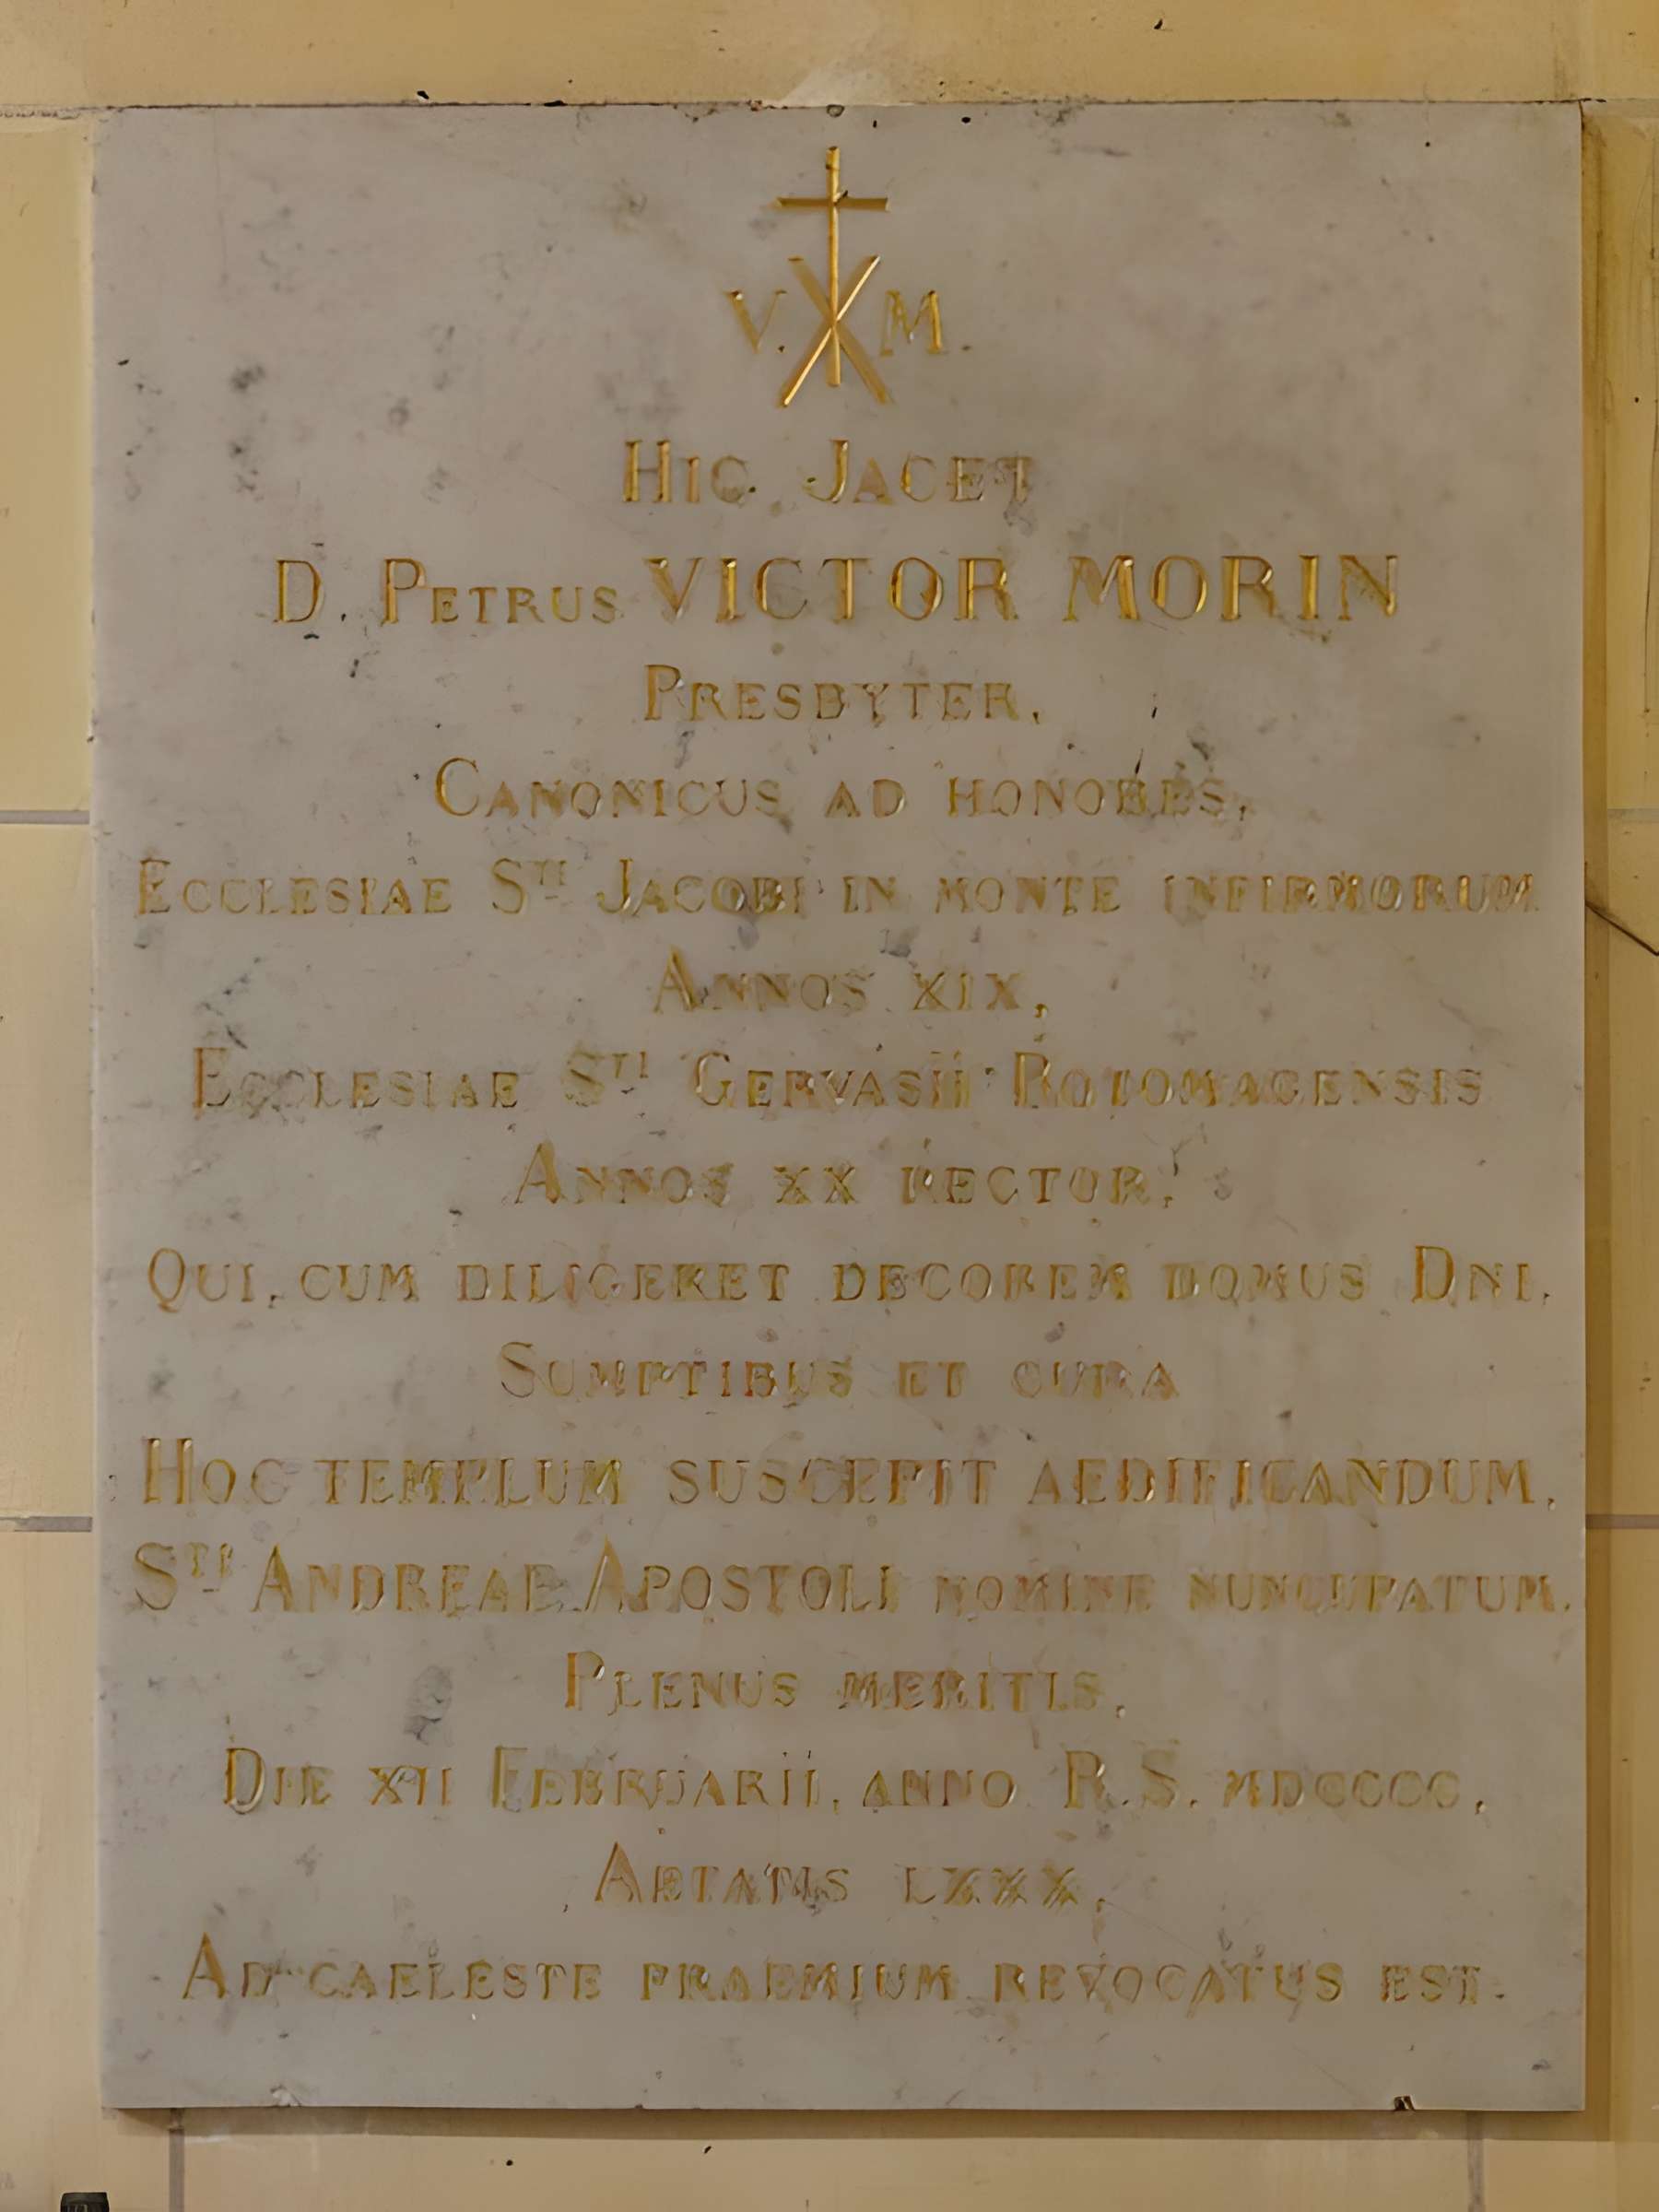 V. M.
HIC JACET
D. PETRUS VICTOR MORIN
PRESBYTER,
CANONICUS AD HONORES,
ECCLESIAE STI JACOBI IN MONTE INFIRMORUM
ANNOS XIX,
ECCLESIAE STI GERVASII ROTOMAGENSIS
ANNOS XX RECTOR,
QUI, CUM DILIGERET DECOREM DOMUS DNI,
SUMPTIBUS ET CURA
HOC TEMPLUM SUSCEPIT AEDIFICANDUM,
STI ANDREAE APOSTOLI NOMINE NUNCUPATUM.
PLENUS MERITIS,
DIE XII FEBRUARII, ANNO R.S. MDCCCC,
AETATIS LXXX,
AD CAELESTE PRAEMIUM REVOCATUS EST.